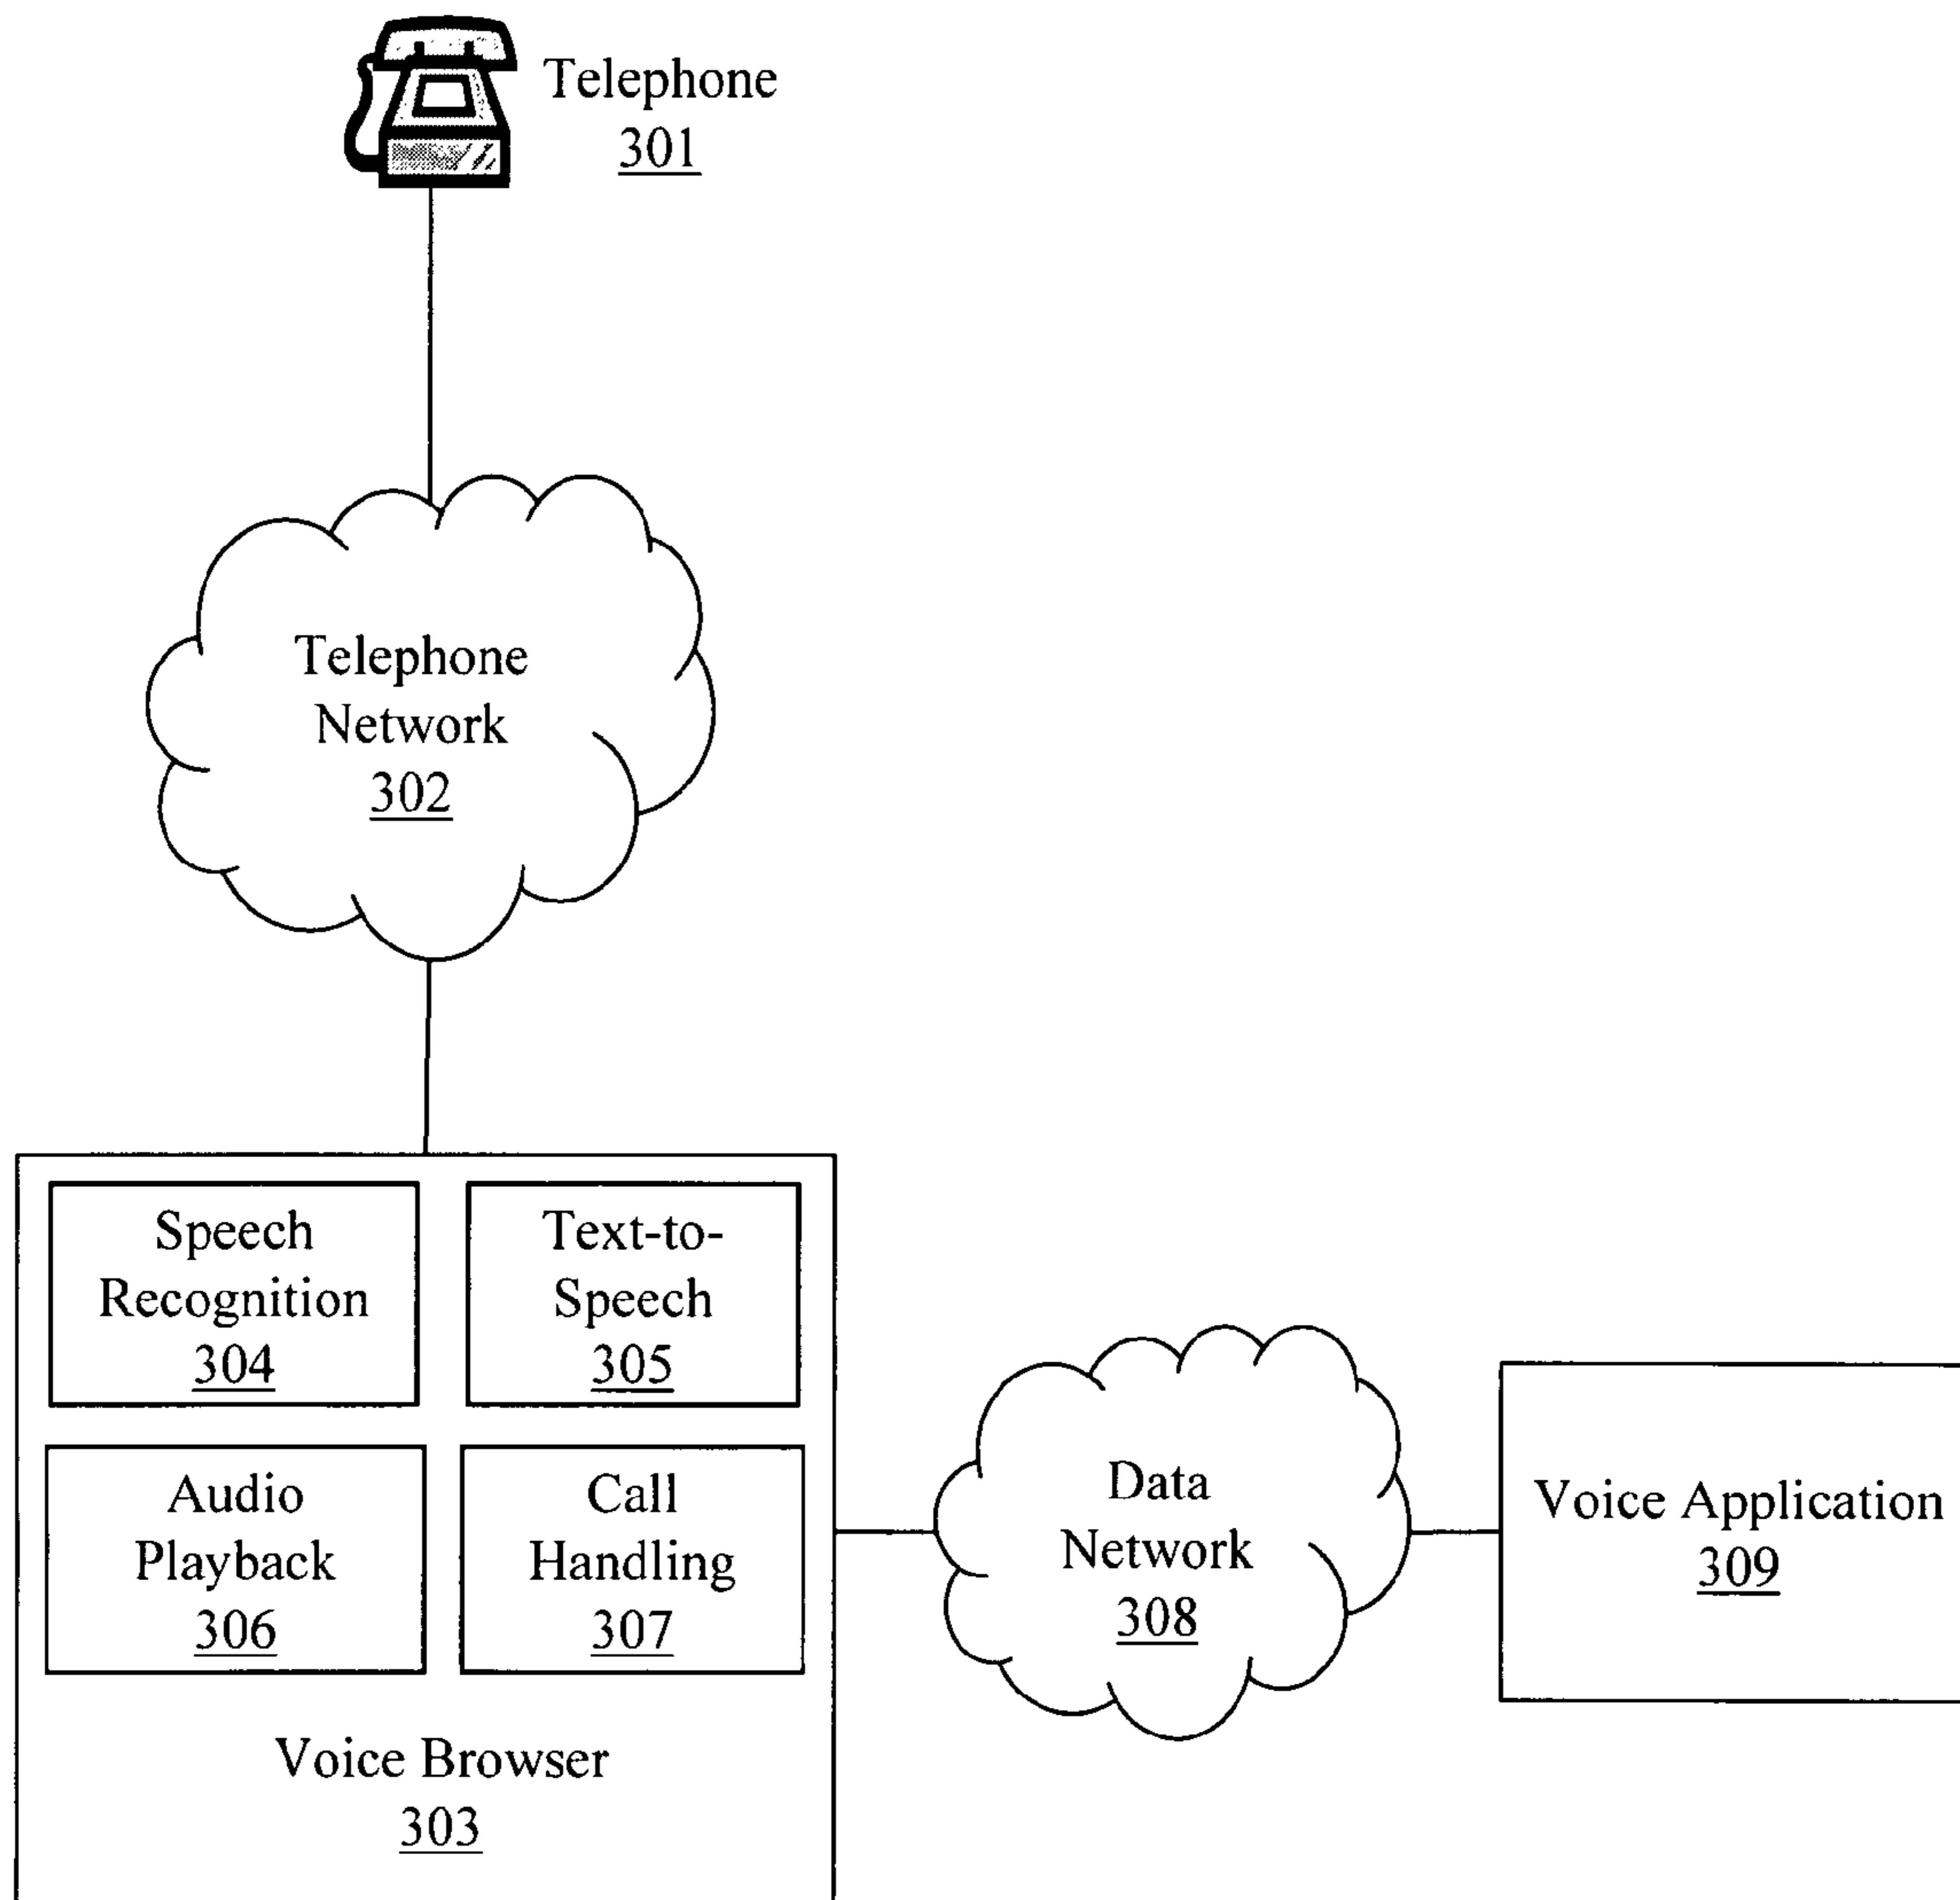 Telephone
301
Telephone
Network
302
Speech
Recognition
304
Text-to-
Speech
305
Audio
Playback
306
Call
Handling
307
Voice Browser
303
Data
Network
308
Voice Application
309